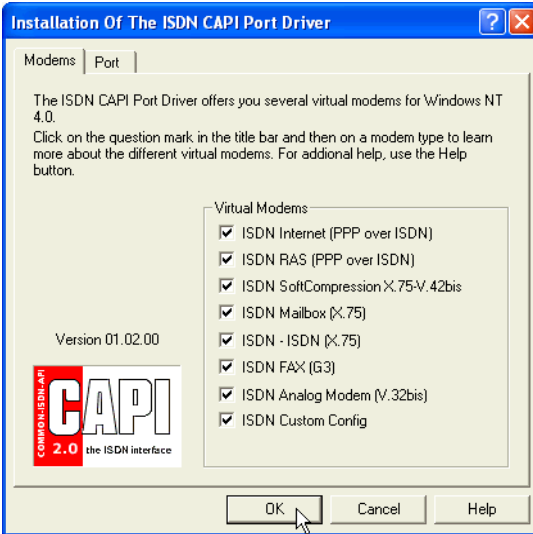 Installation Of The ISDN CAPI Port Driver
Modems Port
The ISDN CAPI Port Driver offers you several virtual modems for Windows NT
4.0.
Click on the question mark in the title bar and then on a modem type to learn
more about the different virtual modems. For addional help, use the Help
button.
Virtual Modems
ISDN Internet (PPP over ISDN)
ISDN RAS (PPP over ISDN)
ISDN SoftCompression X.75-V.42bis
ISDN Mailbox (X.75)
ISDN - ISDN (X.75)
ISDN FAX (G3)
ISDN Analog Modem (V.32bis)
ISDN Custom Config
Version 01.02.00
COMMON-ISDN-API
CAPI
2.0 the ISDN interface
OK Cancel Help